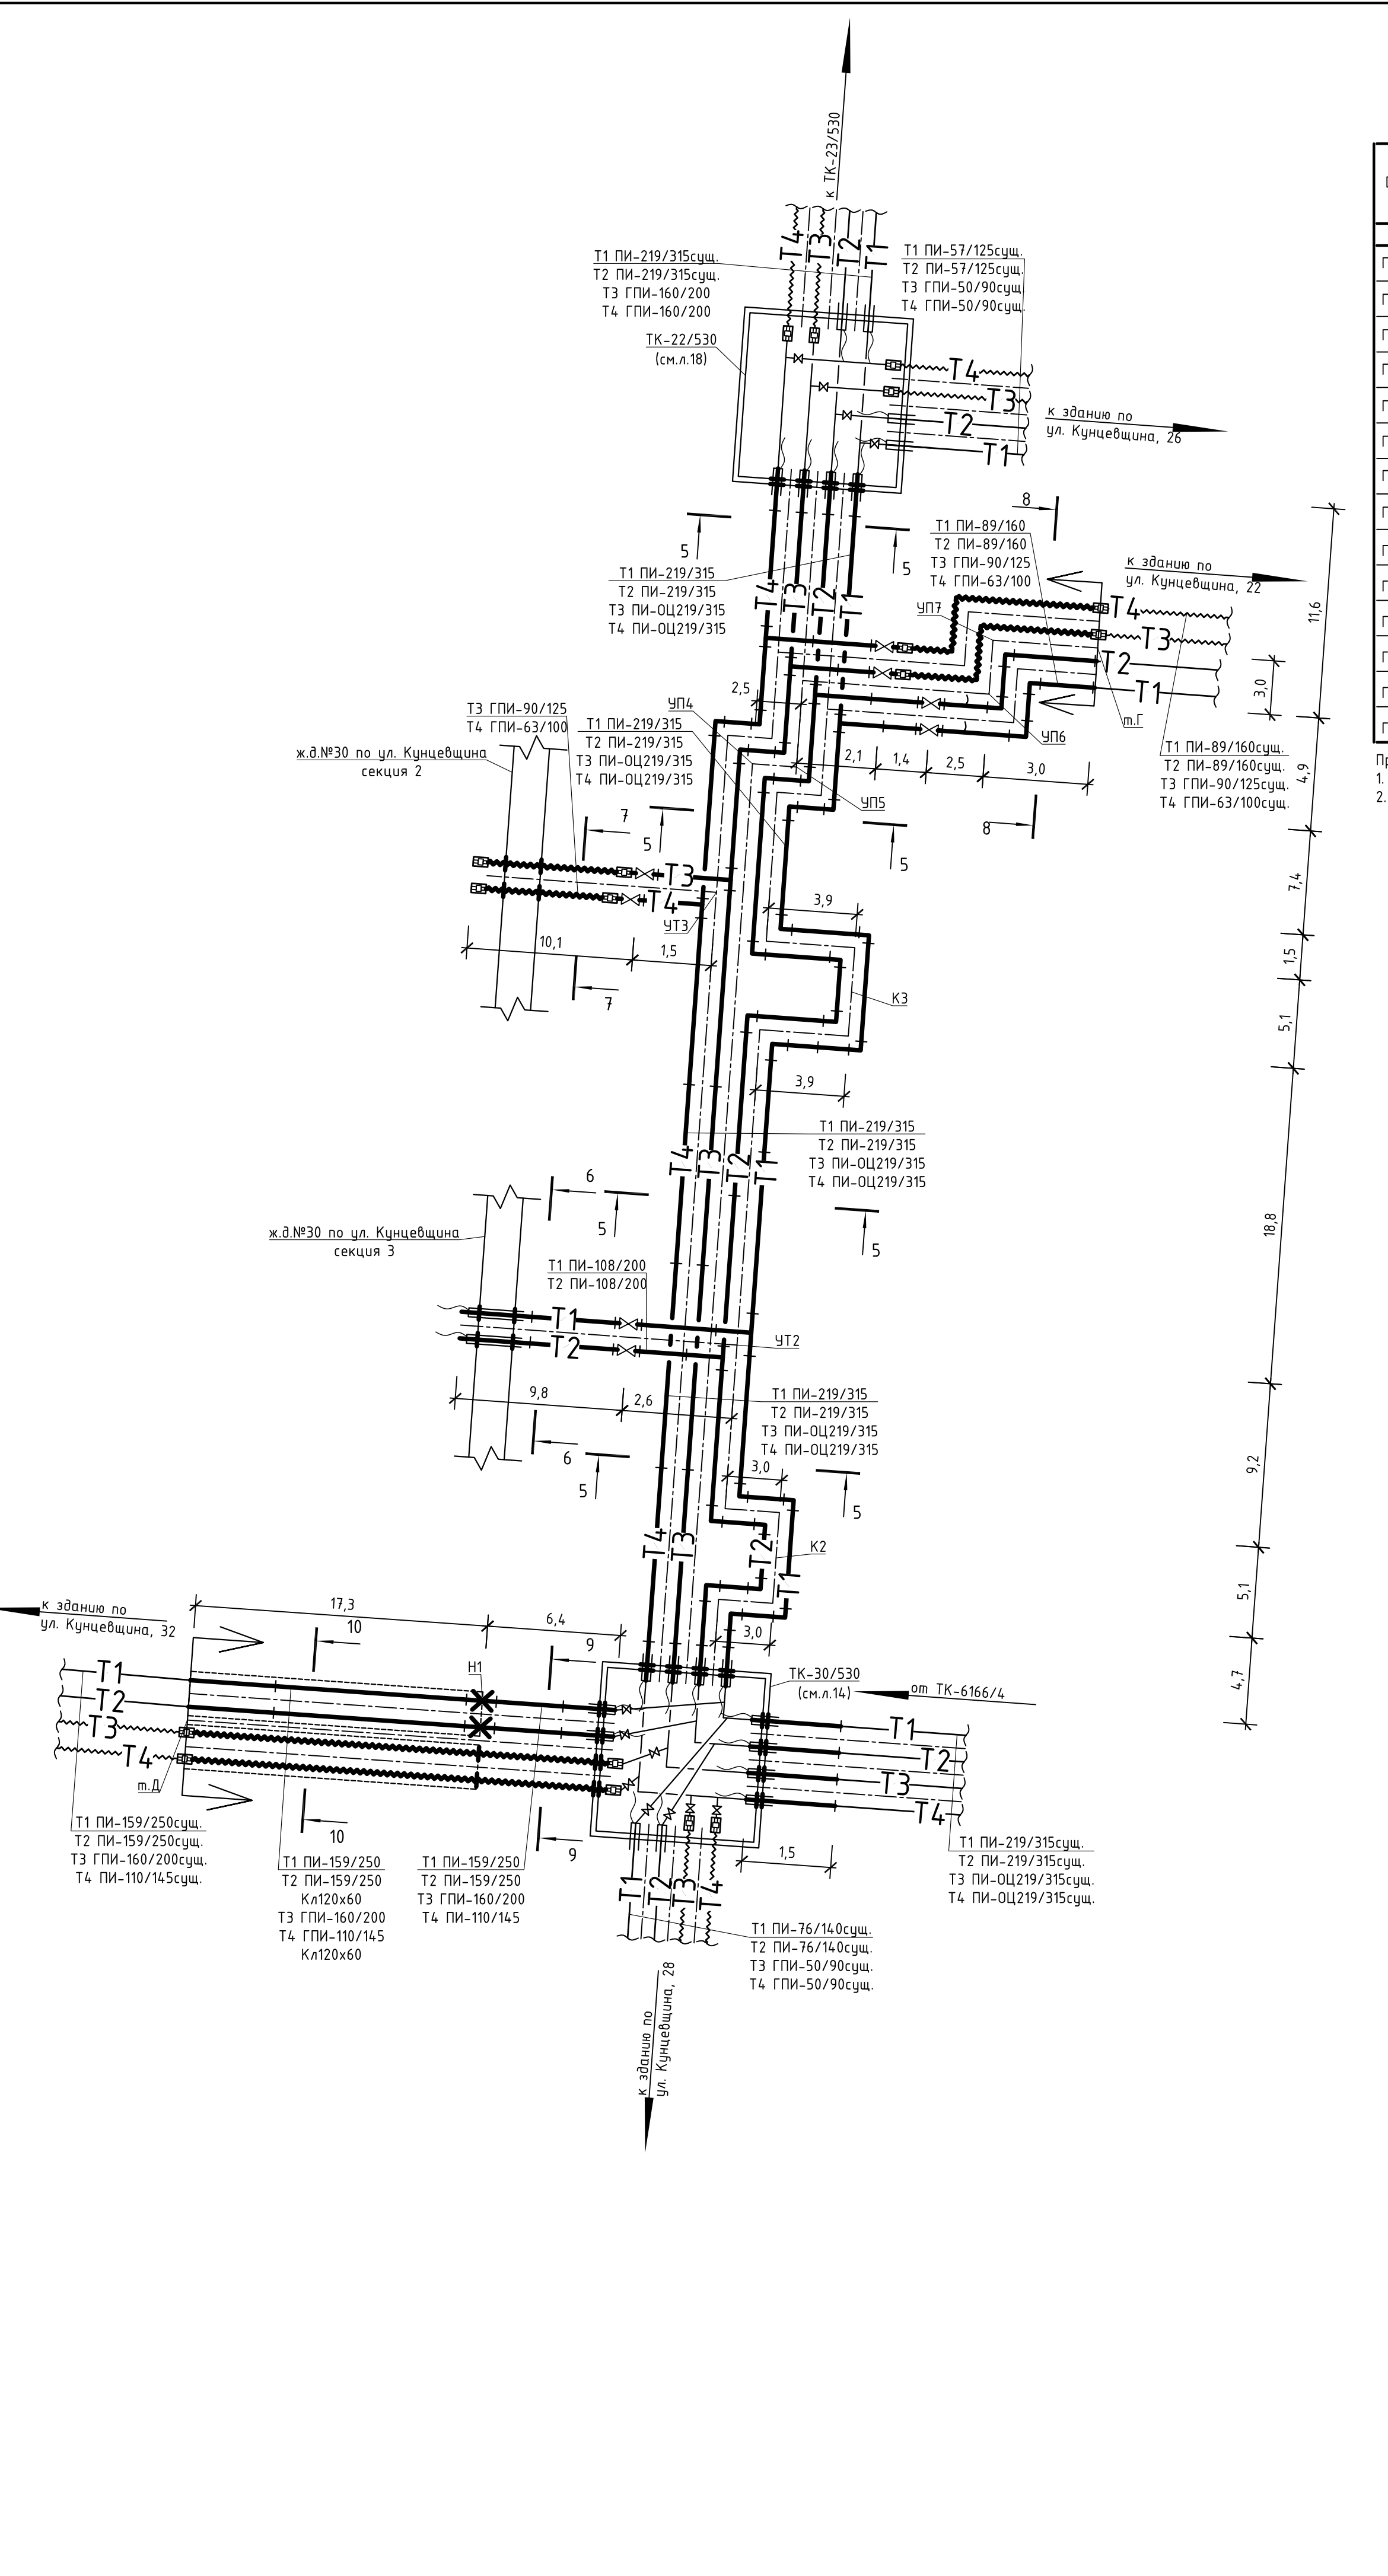 к ТК-23/530
Т4
Т3
Т2
Т1
Т1 ПИ-219/315сущ.
Т2 ПИ-219/315сущ.
Т3 ГПИ-160/200
Т4 ГПИ-160/200
Т1 ПИ-57/125сущ.
Т2 ПИ-57/125сущ.
Т3 ГПИ-50/90сущ.
Т4 ГПИ-50/90сущ.
ТК-22/530
(см.л.18)
Т4
Т3
Т2
Т1
к зданию по
ул. Кунцевщина, 26
8
5
5
Т1 ПИ-89/160
Т2 ПИ-89/160
Т3 ГПИ-90/125
Т4 ГПИ-63/100
к зданию по
ул. Кунцевщина, 22
Т1 ПИ-219/315
Т2 ПИ-219/315
Т3 ПИ-ОЦ219/315
Т4 ПИ-ОЦ219/315
Т4
Т3
Т2
Т1
УП7
Т4
Т3
Т2
Т1
11,6
3,0
т.Г
УП6
2,5
УП4
Т3 ГПИ-90/125
Т4 ГПИ-63/100
Т1 ПИ-219/315
Т2 ПИ-219/315
Т3 ПИ-ОЦ219/315
Т4 ПИ-ОЦ219/315
ж.д.№30 по ул. Кунцевщина
секция 2
2,1
1,4
2,5
3,0
Т1 ПИ-89/160сущ.
Т2 ПИ-89/160сущ.
Т3 ГПИ-90/125сущ.
Т4 ГПИ-63/100сущ.
4,9
1.
2.
УП5
7
5
5
8
Т3
Т4
УТ3
3,9
7,4
10,1
1,5
1,5
7
К3
5,1
3,9
Т1 ПИ-219/315
Т2 ПИ-219/315
Т3 ПИ-ОЦ219/315
Т4 ПИ-ОЦ219/315
Т4
Т3
Т2
Т1
6
5
5
18,8
ж.д.№30 по ул. Кунцевщина
секция 3
Т1 ПИ-108/200
Т2 ПИ-108/200
Т1
Т2
УТ2
9,8
2,6
Т1 ПИ-219/315
Т2 ПИ-219/315
Т3 ПИ-ОЦ219/315
Т4 ПИ-ОЦ219/315
6
5
3,0
5
9,2
Т4
Т3
Т2
Т1
К2
5,1
к зданию по
ул. Кунцевщина, 32
17,3
6,4
10
9
3,0
4,7
Н1
ТК-30/530
(см.л.14)
от ТК-6166/4
Т1
Т2
Т3
Т4
т.Д
Т1
Т2
Т3
Т4
Т1 ПИ-159/250сущ.
Т2 ПИ-159/250сущ.
Т3 ГПИ-160/200сущ.
Т4 ПИ-110/145сущ.
10
9
Т1 ПИ-159/250
Т2 ПИ-159/250
Кл120х60
Т3 ГПИ-160/200
Т4 ГПИ-110/145
Кл120х60
Т1 ПИ-159/250
Т2 ПИ-159/250
Т3 ГПИ-160/200
Т4 ПИ-110/145
1,5
Т1 ПИ-219/315сущ.
Т2 ПИ-219/315сущ.
Т3 ПИ-ОЦ219/315сущ.
Т4 ПИ-ОЦ219/315сущ.
Т1
Т2
Т3
Т4
Т1 ПИ-76/140сущ.
Т2 ПИ-76/140сущ.
Т3 ГПИ-50/90сущ.
Т4 ГПИ-50/90сущ.
к зданию по
ул. Кунцевщина, 28